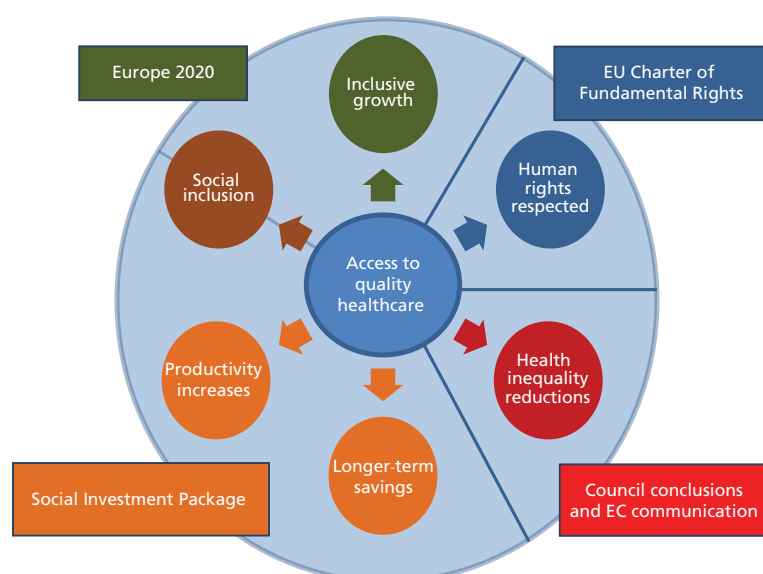 Europe 2020
Inclusive
growth
EU Charter of
Fundamental Rights
Social
inclusion
Human
rights
respected
Access to
quality
healthcare
Productivity
increases
Health
inequality
reductions
Longer-term
savings
Social Investment Package
Council conclusions
and EC communication